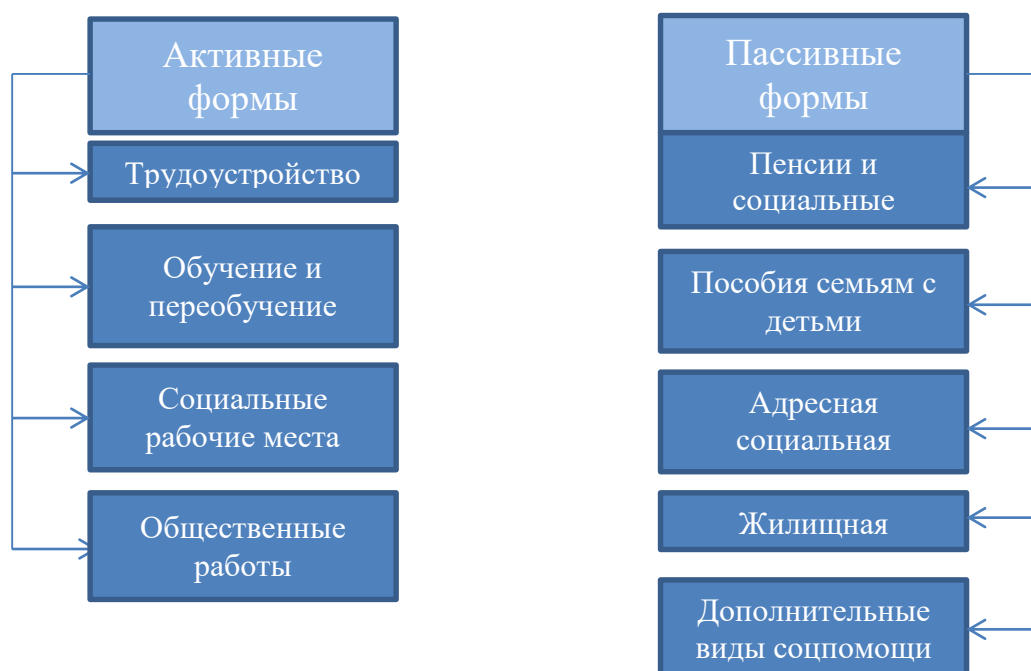 Активные
формы
Трудоустройство
Обучение и
переобучение
Социальные
рабочие места
Общественные
работы
Пассивные
формы
Пенсии и
социальные
Пособия семьям с
детьми
Адресная
социальная
Жилищная
Дополнительные
виды соцпомощи